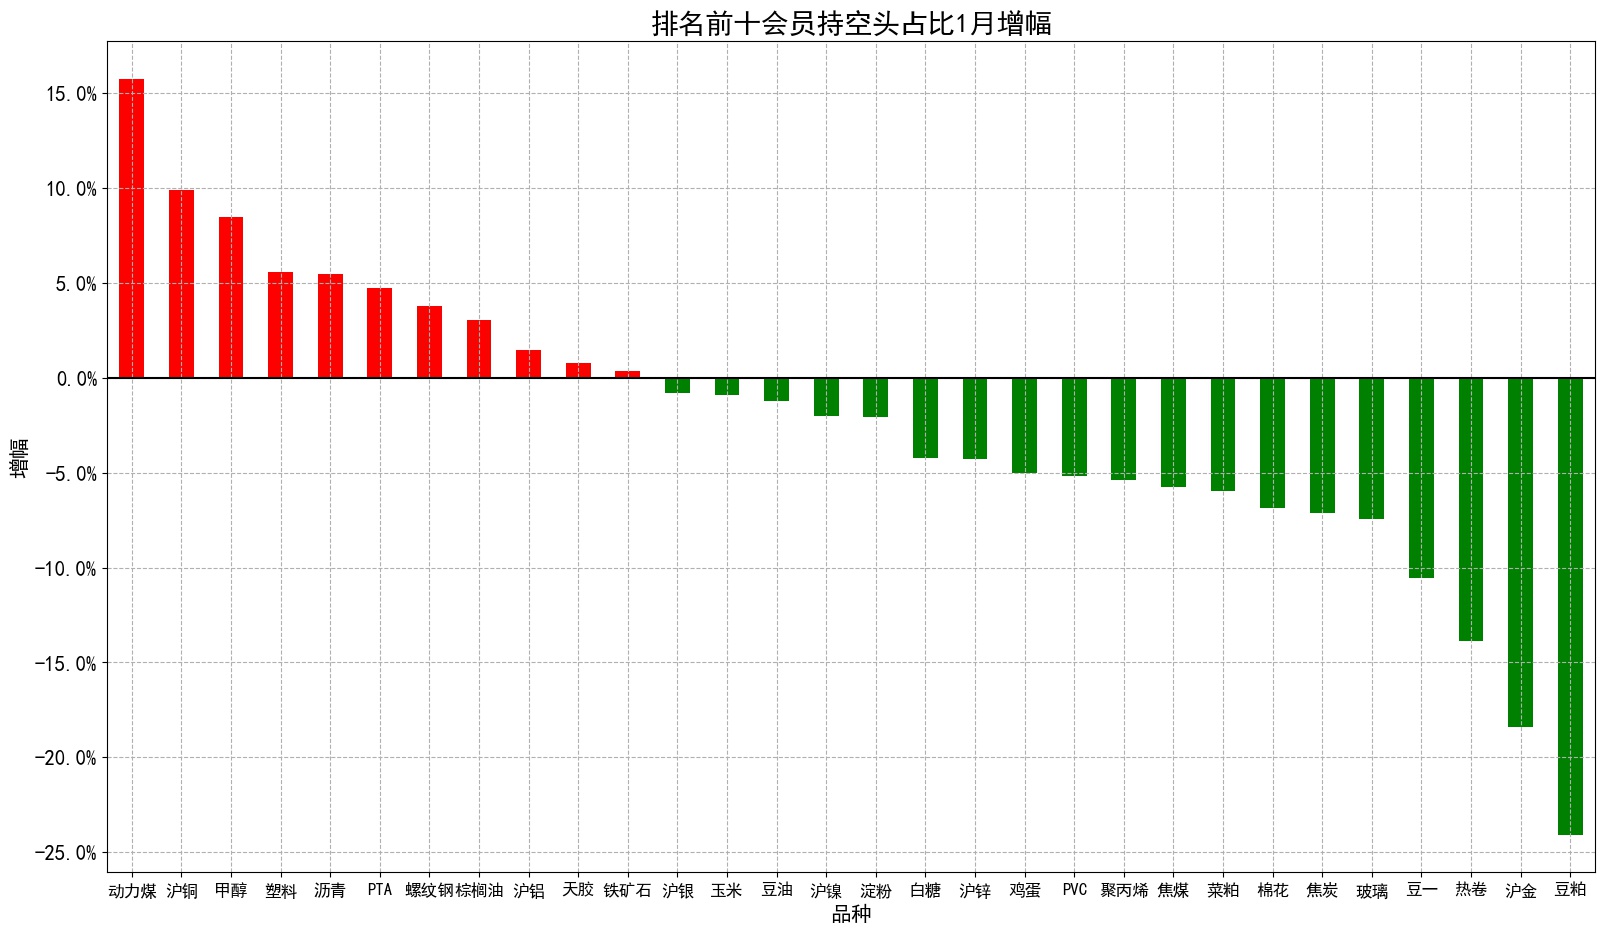 排名前十会员持空头占比1月增幅
15.0%
10.0%
5.0%
0.0%
−5.0%
−10.0%
−15.0%
−20.0%
−25.0%
增幅
动力煤 沪铜 甲醇 塑料 沥青 PTA 螺纹钢 棕榈油 沪铝 天胶 铁矿石 沪银 玉米 豆油 沪镍 淀粉 白糖 沪锌 鸡蛋 PVC 聚丙烯 焦煤 菜粕 棉花 焦炭 玻璃 豆一 热卷 沪金 豆粕
品种